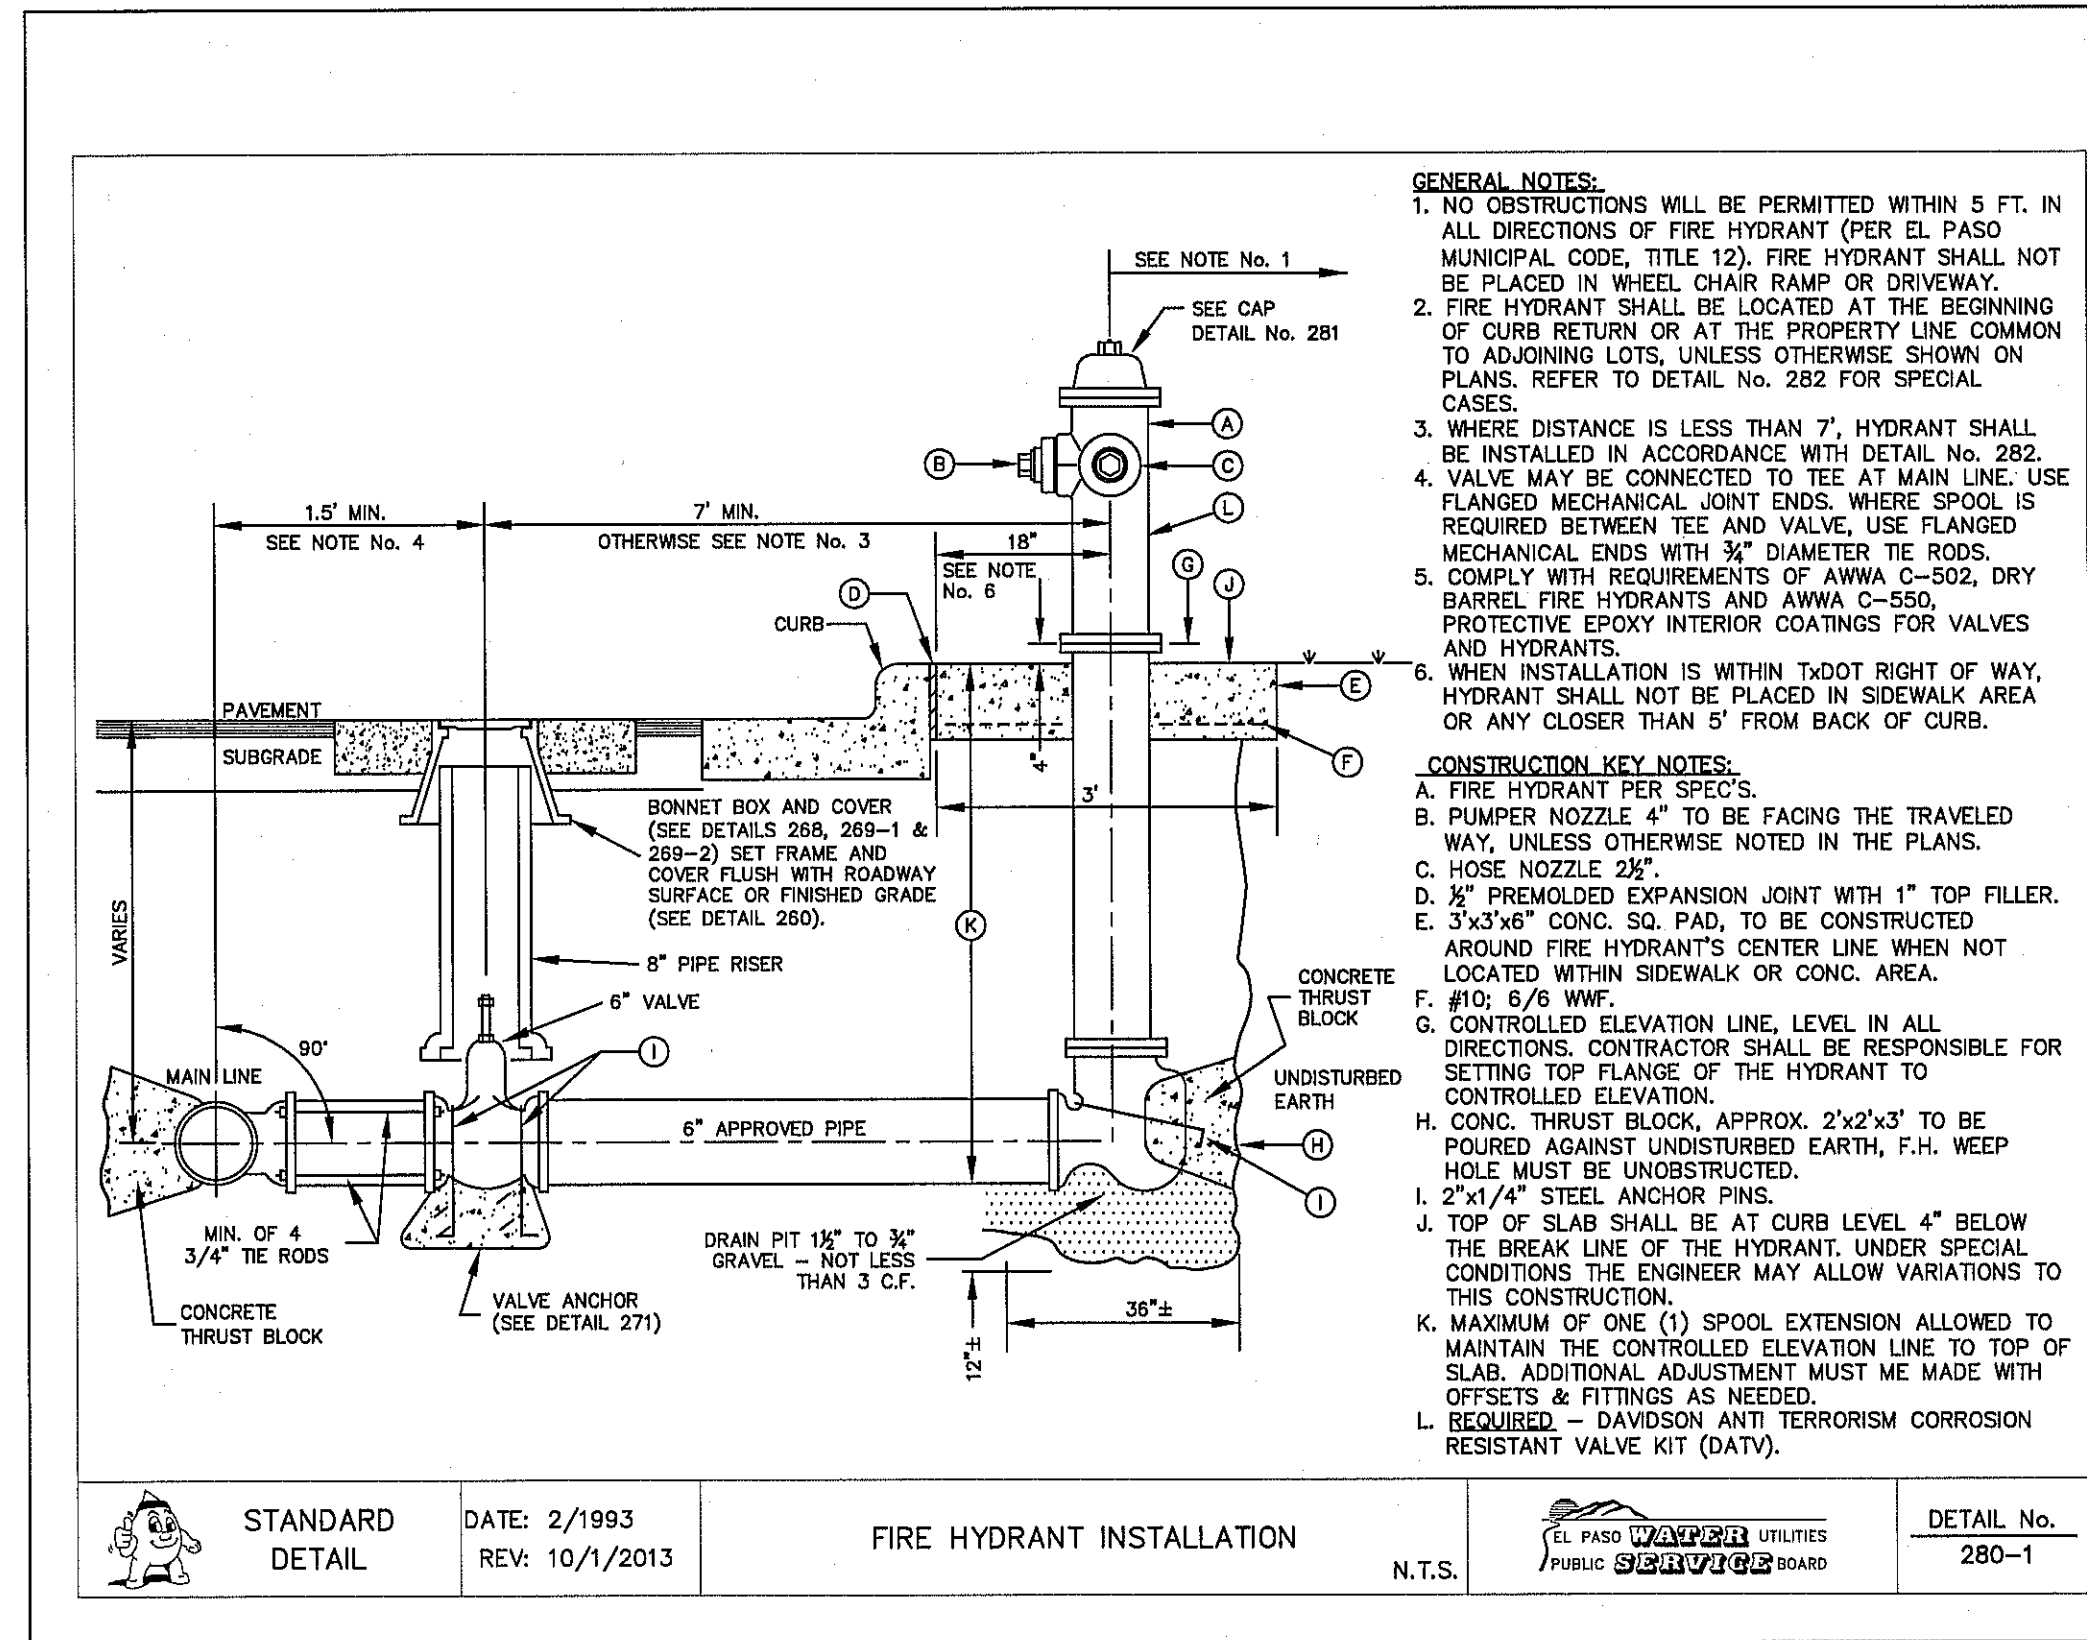 SEE NOTE No. 1
SEE CAP
DETAIL No. 281
A
B
C
L
1.5' MIN.
SEE NOTE No. 4
7' MIN.
OTHERWISE SEE NOTE No. 3
18"
SEE NOTE
No. 6
G
J
D
CURB
E
F
PAVEMENT
SUBGRADE
4"
3'
BONNET BOX AND COVER
(SEE DETAILS 268, 269-1 &
269-2) SET FRAME AND
COVER FLUSH WITH ROADWAY
SURFACE OR FINISHED GRADE
(SEE DETAIL 260).
K
VARIES
8" PIPE RISER
6" VALVE
CONCRETE
THRUST
BLOCK
90°
I
MAIN LINE
UNDISTURBED
EARTH
6" APPROVED PIPE
H
I
MIN. OF 4
3/4" TIE RODS
DRAIN PIT 1½" TO ¾"
GRAVEL - NOT LESS
THAN 3 C.F.
VALVE ANCHOR
(SEE DETAIL 271)
CONCRETE
THRUST BLOCK
36"±
12"±
GENERAL NOTES:
1. NO OBSTRUCTIONS WILL BE PERMITTED WITHIN 5 FT. IN
ALL DIRECTIONS OF FIRE HYDRANT (PER EL PASO
MUNICIPAL CODE, TITLE 12). FIRE HYDRANT SHALL NOT
BE PLACED IN WHEEL CHAIR RAMP OR DRIVEWAY.
2. FIRE HYDRANT SHALL BE LOCATED AT THE BEGINNING
OF CURB RETURN OR AT THE PROPERTY LINE COMMON
TO ADJOINING LOTS, UNLESS OTHERWISE SHOWN ON
PLANS. REFER TO DETAIL No. 282 FOR SPECIAL
CASES.
3. WHERE DISTANCE IS LESS THAN 7', HYDRANT SHALL
BE INSTALLED IN ACCORDANCE WITH DETAIL No. 282.
4. VALVE MAY BE CONNECTED TO TEE AT MAIN LINE. USE
FLANGED MECHANICAL JOINT ENDS. WHERE SPOOL IS
REQUIRED BETWEEN TEE AND VALVE, USE FLANGED
MECHANICAL ENDS WITH ¾" DIAMETER TIE RODS.
5. COMPLY WITH REQUIREMENTS OF AWWA C-502, DRY
BARREL FIRE HYDRANTS AND AWWA C-550,
PROTECTIVE EPOXY INTERIOR COATINGS FOR VALVES
AND HYDRANTS.
6. WHEN INSTALLATION IS WITHIN TxDOT RIGHT OF WAY,
HYDRANT SHALL NOT BE PLACED IN SIDEWALK AREA
OR ANY CLOSER THAN 5' FROM BACK OF CURB.
CONSTRUCTION KEY NOTES:
A. FIRE HYDRANT PER SPEC'S.
B. PUMPER NOZZLE 4" TO BE FACING THE TRAVELED
WAY, UNLESS OTHERWISE NOTED IN THE PLANS.
C. HOSE NOZZLE 2½".
D. ½" PREMOLDED EXPANSION JOINT WITH 1" TOP FILLER.
E. 3'x3'x6" CONC. SQ. PAD, TO BE CONSTRUCTED
AROUND FIRE HYDRANT'S CENTER LINE WHEN NOT
LOCATED WITHIN SIDEWALK OR CONC. AREA.
F. #10; 6/6 WWF.
G. CONTROLLED ELEVATION LINE, LEVEL IN ALL
DIRECTIONS. CONTRACTOR SHALL BE RESPONSIBLE FOR
SETTING TOP FLANGE OF THE HYDRANT TO
CONTROLLED ELEVATION.
H. CONC. THRUST BLOCK, APPROX. 2'x2'x3' TO BE
POURED AGAINST UNDISTURBED EARTH, F.H. WEEP
HOLE MUST BE UNOBSTRUCTED.
I. 2"x1/4" STEEL ANCHOR PINS.
J. TOP OF SLAB SHALL BE AT CURB LEVEL 4" BELOW
THE BREAK LINE OF THE HYDRANT. UNDER SPECIAL
CONDITIONS THE ENGINEER MAY ALLOW VARIATIONS TO
THIS CONSTRUCTION.
K. MAXIMUM OF ONE (1) SPOOL EXTENSION ALLOWED TO
MAINTAIN THE CONTROLLED ELEVATION LINE TO TOP OF
SLAB. ADDITIONAL ADJUSTMENT MUST ME MADE WITH
OFFSETS & FITTINGS AS NEEDED.
L. REQUIRED - DAVIDSON ANTI TERRORISM CORROSION
RESISTANT VALVE KIT (DATV).
STANDARD
DETAIL
DATE: 2/1993
REV: 10/1/2013
FIRE HYDRANT INSTALLATION
N.T.S.
EL PASO WATER UTILITIES
PUBLIC SERVICE BOARD
DETAIL No.
280-1